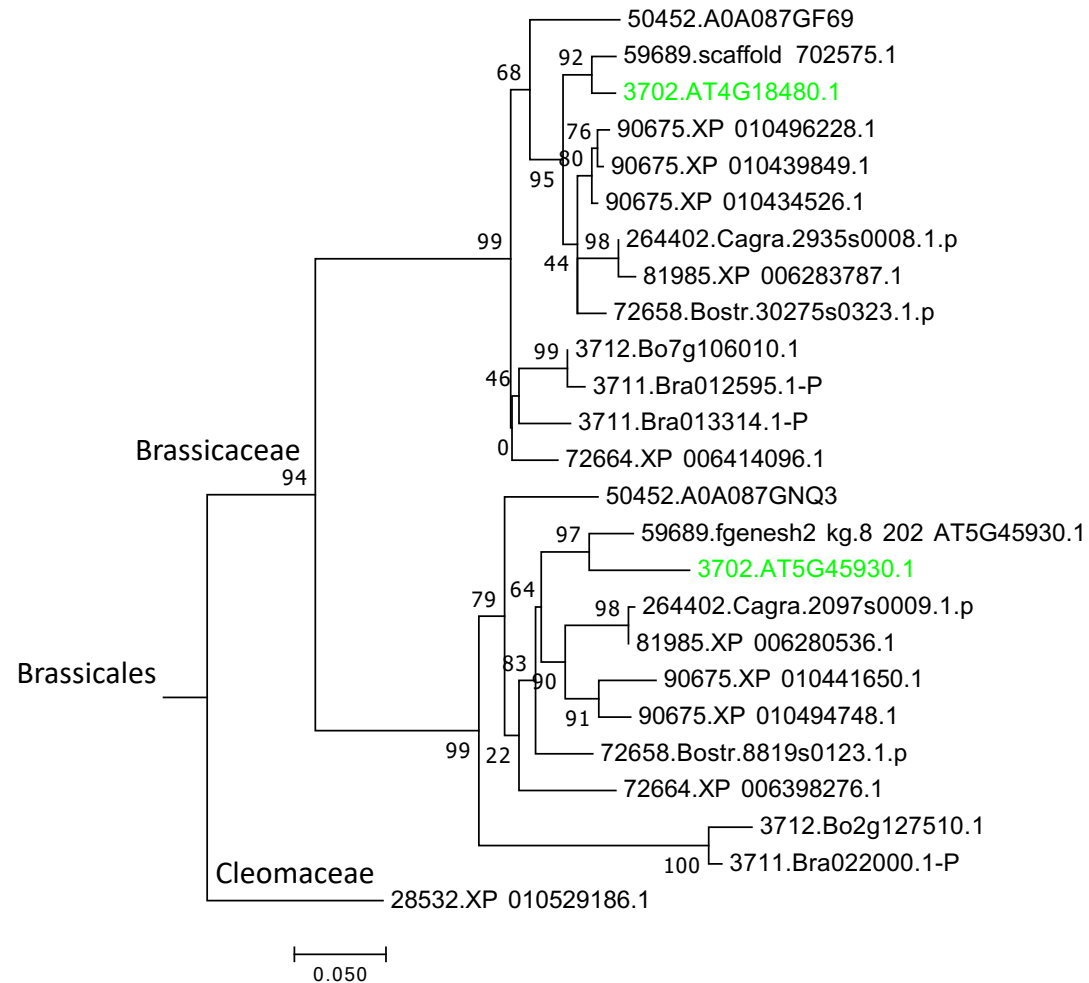 50452.A0A087GF69
92
59689.scaffold 702575.1
68
3702.AT4G18480.1
76
90675.XP 010496228.1
80
90675.XP 010439849.1
95
90675.XP 010434526.1
99
98
264402.Cagra.2935s0008.1.p
44
81985.XP 006283787.1
72658.Bostr.30275s0323.1.p
99
3712.Bo7g106010.1
46
3711.Bra012595.1-P
3711.Bra013314.1-P
Brassicaceae
0
72664.XP 006414096.1
94
50452.A0A087GNQ3
97
59689.fgenesh2 kg.8 202 AT5G45930.1
3702.AT5G45930.1
79
64
98
264402.Cagra.2097s0009.1.p
81985.XP 006280536.1
Brassicales
83
90
90675.XP 010441650.1
91
90675.XP 010494748.1
99
22
72658.Bostr.8819s0123.1.p
72664.XP 006398276.1
3712.Bo2g127510.1
100
3711.Bra022000.1-P
Cleomaceae
28532.XP 010529186.1
0.050